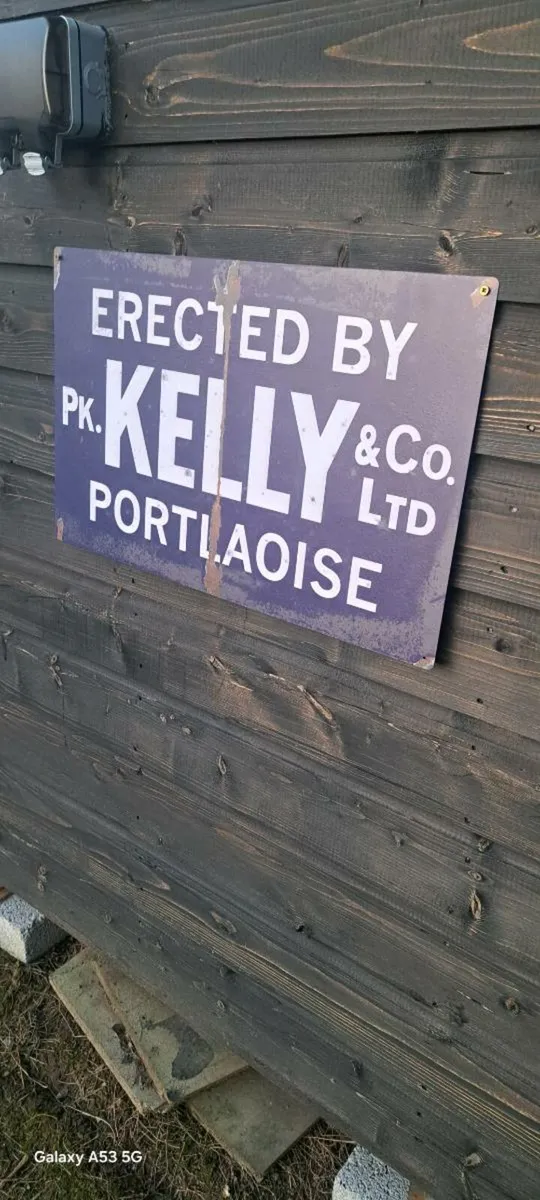 ERECTED BY
PK. KELLY & CO.
LTD
PORTLAOISE
Galaxy A53 5G